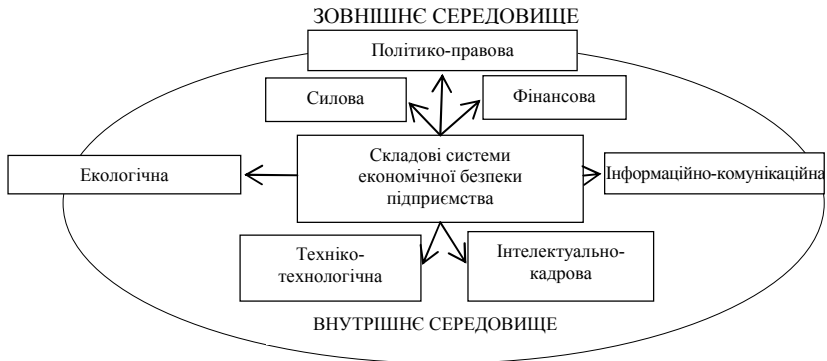 ЗОВНІШНЄ СЕРЕДОВИЩЕ
Політико-правова
Силова
Фінансова
Екологічна
Складові системи
економічної безпеки
підприємства
Інформаційно-комунікаційна
Техніко-
технологічна
Інтелектуально-
кадрова
ВНУТРІШНЄ СЕРЕДОВИЩЕ